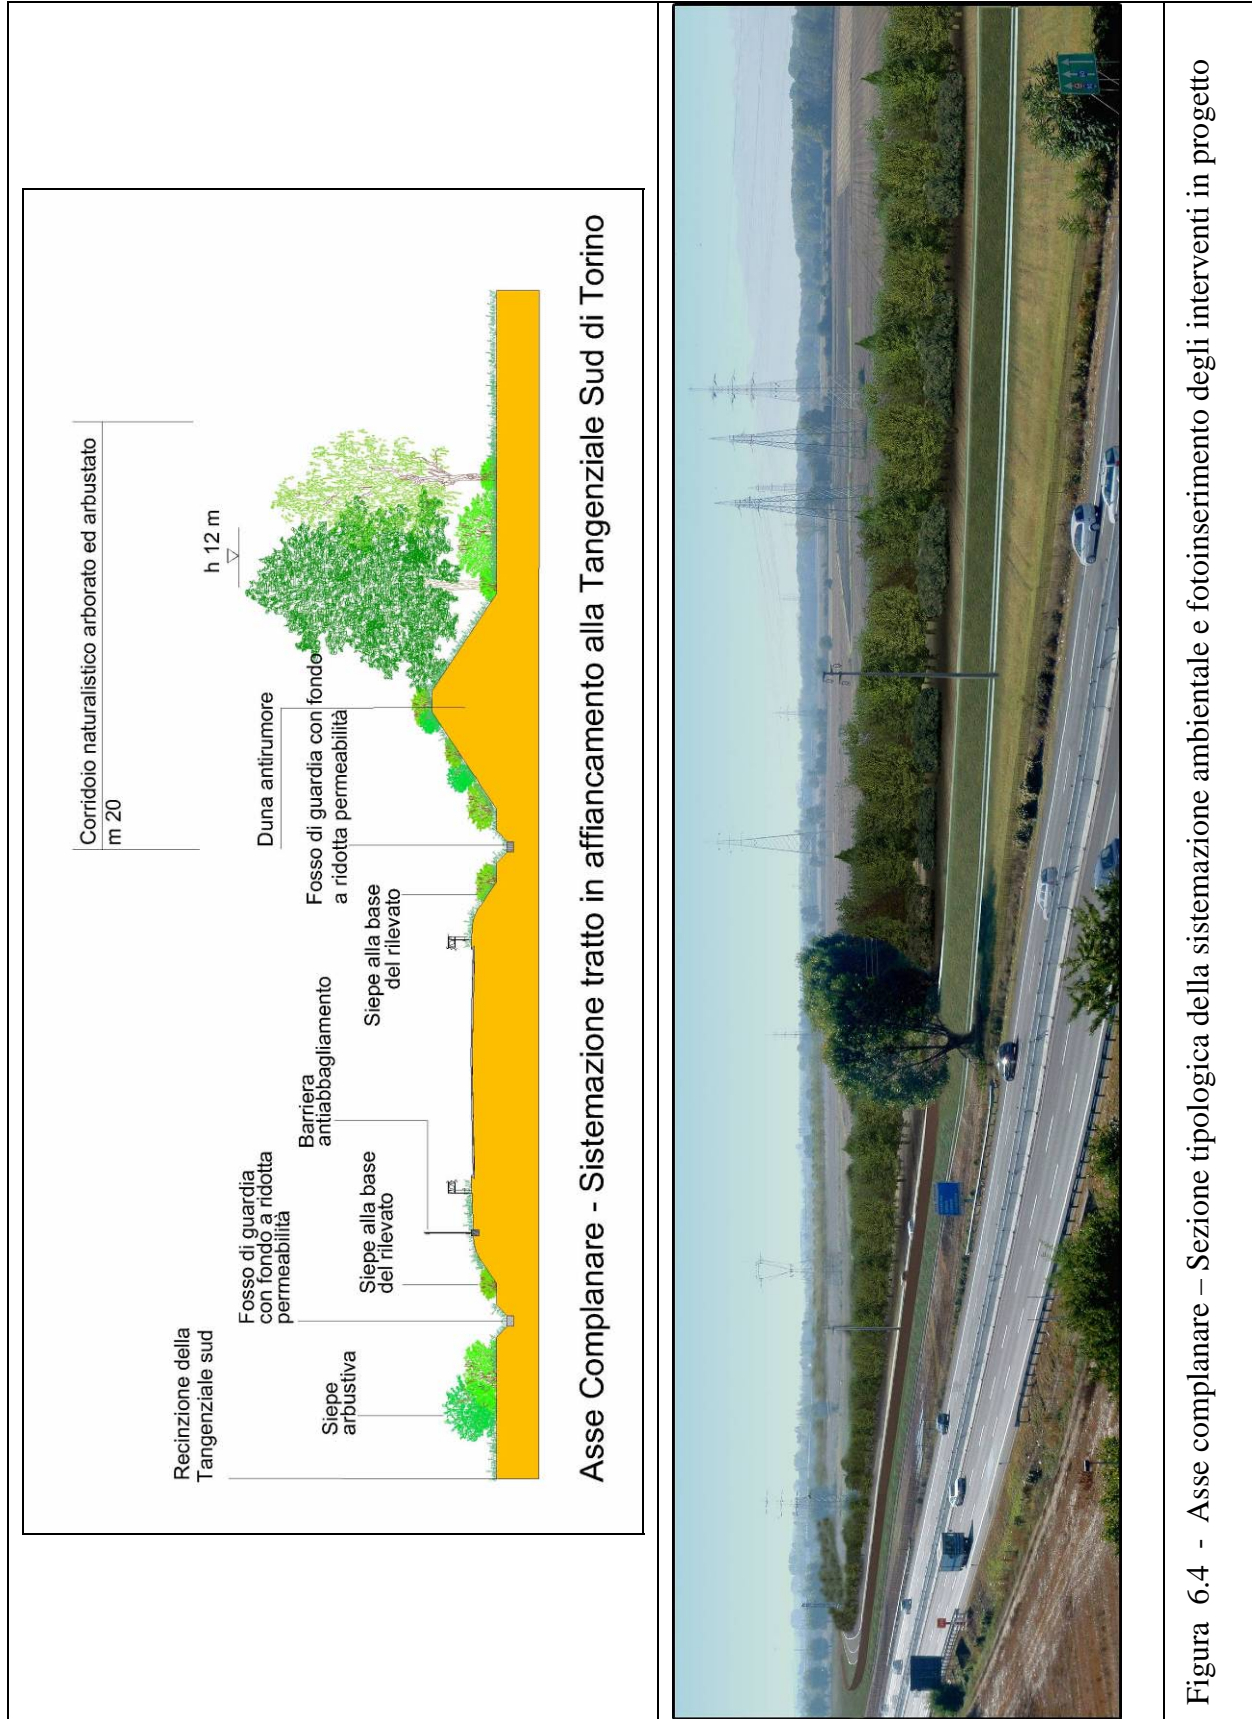 Corridoio naturalistico arborato ed arbustato
m 20
h 12 m
Recinzione della
Tangenziale sud
Fosso di guardia
con fondo a ridotta
permeabilità
Barriera
antiabbagliamento
Duna antirumore
Fosso di guardia con fondo
a ridotta permeabilità
Siepe
arbustiva
Siepe alla base
del rilevato
Siepe alla base
del rilevato
Asse Complanare - Sistemazione tratto in affiancamento alla Tangenziale Sud di Torino
Figura 6.4 - Asse complanare – Sezione tipologica della sistemazione ambientale e fotoinserimento degli interventi in progetto